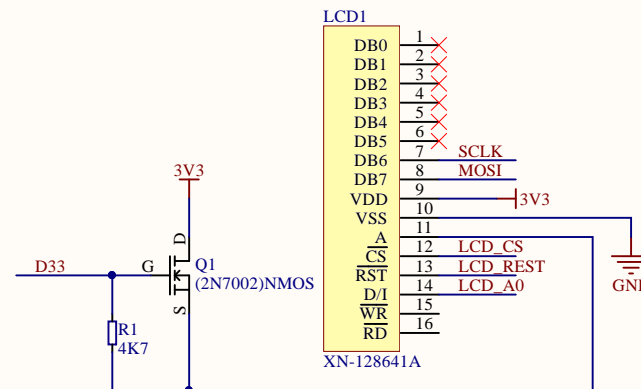 LCD1
DB0 1
DB1 2
DB2 3
DB3 4
DB4 5
DB5 6
DB6 7 SCLK
DB7 8 MOSI
VDD 9 3V3
VSS 10
A 11
CS 12 LCD_CS
RST 13 LCD_REST
D/I 14 LCD_A0
WR 15
RD 16
XN-128641A
GND
3V3
D
D33
G
Q1
(2N7002)NMOS
S
R1
4K7